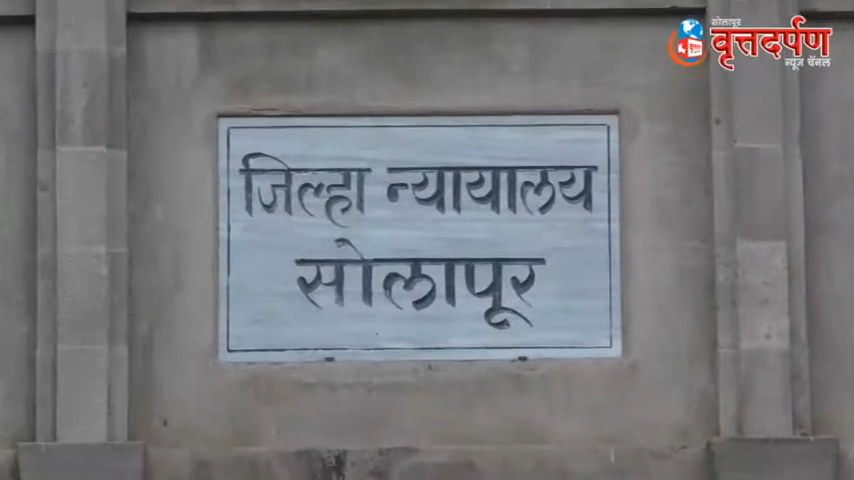 सोलापूर
वृत्तदर्पण
न्यूज चॅनल
जिल्हा न्यायालय
सोलापूर